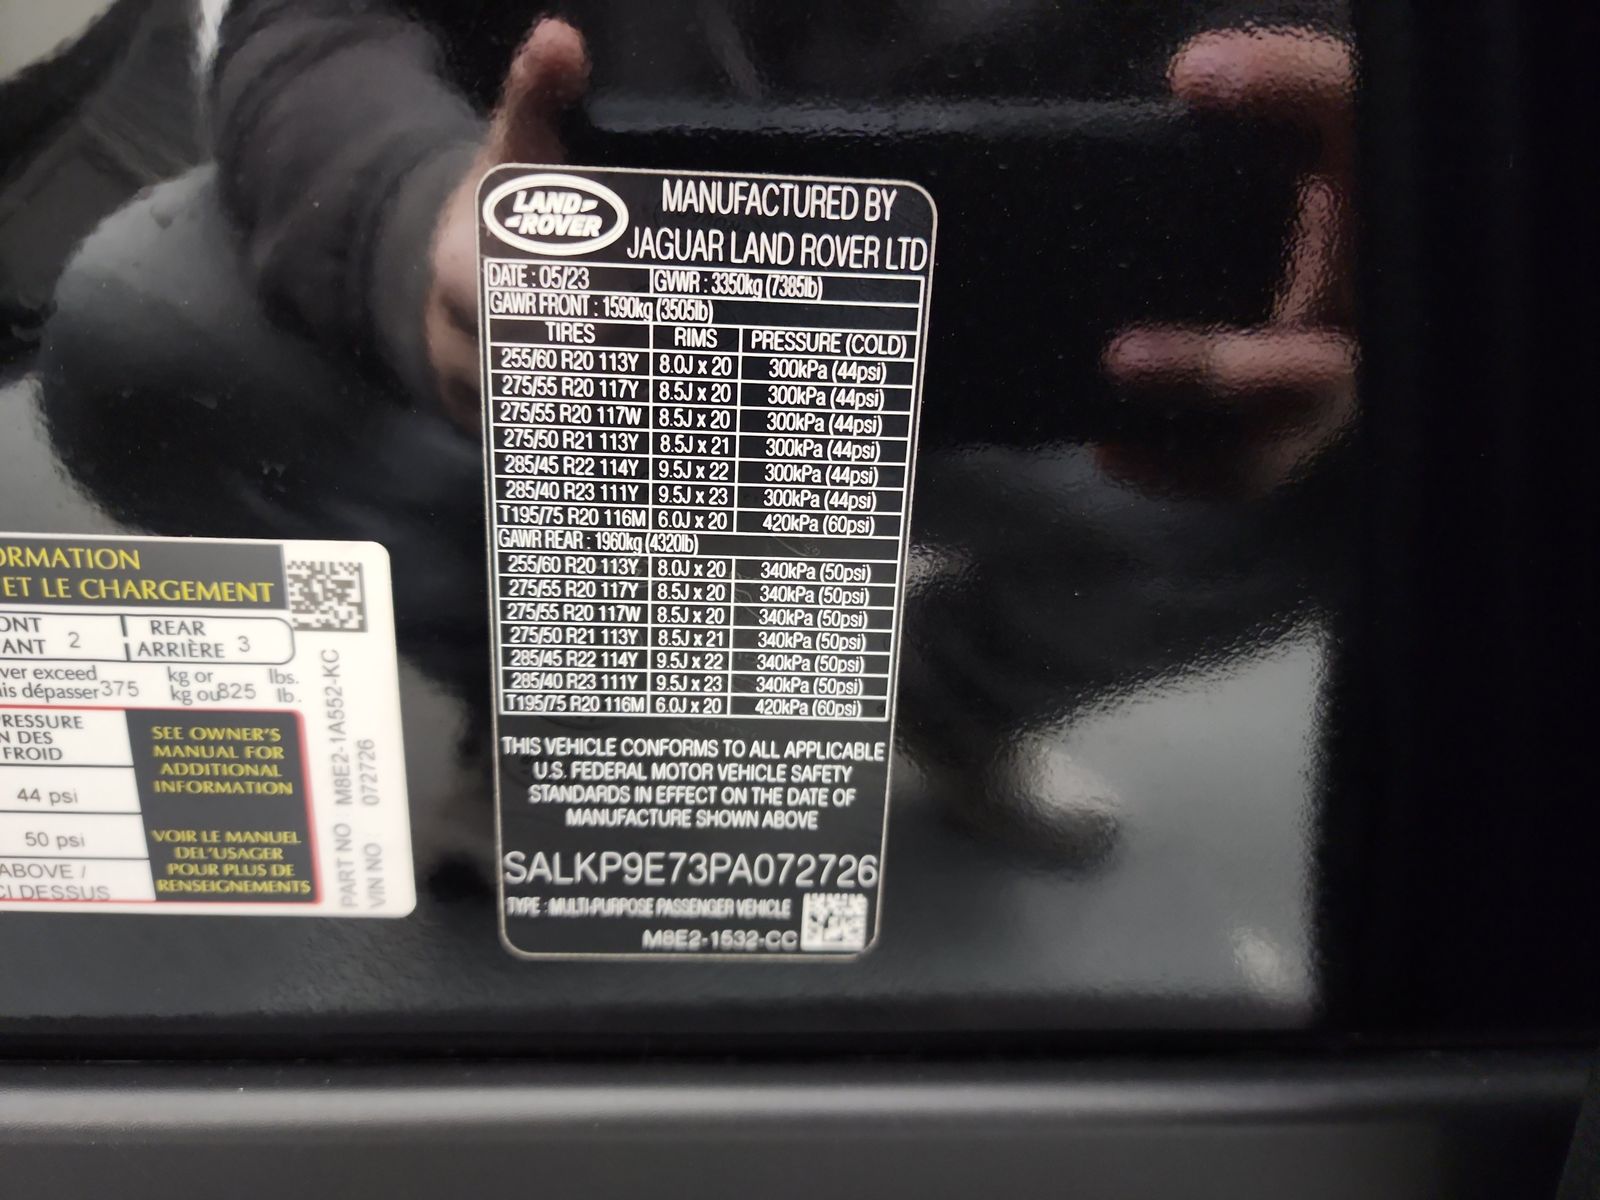 LAND ROVER
MANUFACTURED BY
JAGUAR LAND ROVER LTD
DATE : 05/23 GVWR : 3350kg (7385lb)
GAWR FRONT : 1590kg (3505lb)
TIRES RIMS PRESSURE (COLD)
255/60 R20 113Y 8.0J x 20 300kPa (44psi)
275/55 R20 117Y 8.5J x 20 300kPa (44psi)
275/55 R20 117W 8.5J x 20 300kPa (44psi)
275/50 R21 113Y 8.5J x 21 300kPa (44psi)
285/45 R22 114Y 9.5J x 22 300kPa (44psi)
285/40 R23 111Y 9.5J x 23 300kPa (44psi)
T195/75 R20 116M 6.0J x 20 420kPa (60psi)
GAWR REAR : 1960kg (4320lb)
255/60 R20 113Y 8.0J x 20 340kPa (50psi)
275/55 R20 117Y 8.5J x 20 340kPa (50psi)
275/55 R20 117W 8.5J x 20 340kPa (50psi)
275/50 R21 113Y 8.5J x 21 340kPa (50psi)
285/45 R22 114Y 9.5J x 22 340kPa (50psi)
285/40 R23 111Y 9.5J x 23 340kPa (50psi)
T195/75 R20 116M 6.0J x 20 420kPa (60psi)
THIS VEHICLE CONFORMS TO ALL APPLICABLE
U.S. FEDERAL MOTOR VEHICLE SAFETY
STANDARDS IN EFFECT ON THE DATE OF
MANUFACTURE SHOWN ABOVE
SALKP9E73PA072726
TYPE : MULTI-PURPOSE PASSENGER VEHICLE
M8E2-1532-CC
ORMATION
ET LE CHARGEMENT
ONT 2 REAR
ANT ARRIÈRE 3
ver exceed kg or lbs.
is dépasser 375 kg ou 825 lb.
RESSURE
N DES
FROID
44 psi
50 psi
ABOVE /
CI DESSUS
SEE OWNER'S
MANUAL FOR
ADDITIONAL
INFORMATION
VOIR LE MANUEL
DEL'USAGER
POUR PLUS DE
RENSEIGNEMENTS
PART NO M8E2-1A552-KC
VIN NO : 072726